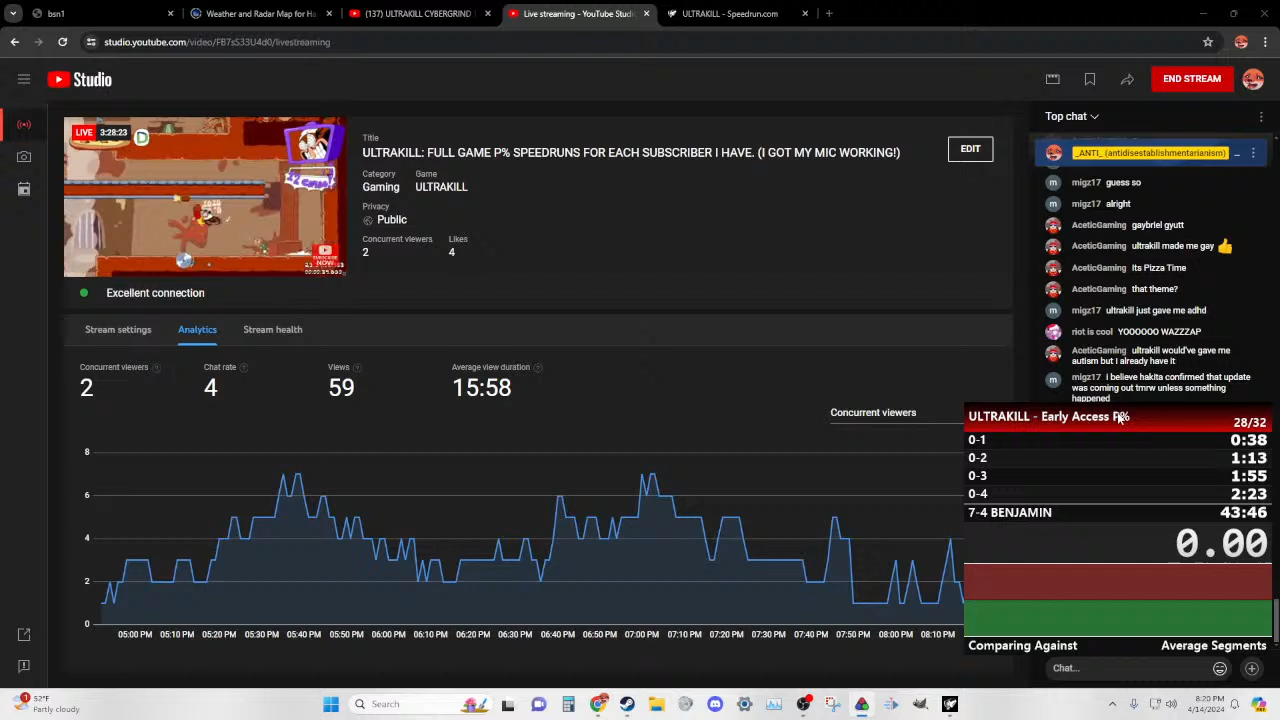 bsn1
Weather and Radar Map for Ha
(137) ULTRAKILL CYBERGRIND
Live streaming - YouTube Studi
ULTRAKILL - Speedrun.com
studio.youtube.com/video/FB7sS33U4d0/livestreaming
Studio
END STREAM
LIVE 3:28:23
D
SUBSCRIBE
NOW
Title
ULTRAKILL: FULL GAME P% SPEEDRUNS FOR EACH SUBSCRIBER I HAVE. (I GOT MY MIC WORKING!)
EDIT
Category
Game
Gaming
ULTRAKILL
Privacy
Public
Concurrent viewers
Likes
2
4
Excellent connection
Stream settings
Analytics
Stream health
Concurrent viewers
Chat rate
Views
Average view duration
2
4
59
15:58
Concurrent viewers
8
6
4
2
0
05:00 PM 05:10 PM 05:20 PM 05:30 PM 05:40 PM 05:50 PM 06:00 PM 06:10 PM 06:20 PM 06:30 PM 06:40 PM 06:50 PM 07:00 PM 07:10 PM 07:20 PM 07:30 PM 07:40 PM 07:50 PM 08:00 PM 08:10 PM
Top chat
_ANTI_ (antidisestablishmentarianism) _
migz17 guess so
migz17 alright
AceticGaming gaybriel gyutt
AceticGaming ultrakill made me gay 👍
AceticGaming Its Pizza Time
AceticGaming that theme?
migz17 ultrakill just gave me adhd
riot is cool YOOOOOO WAZZZAP
AceticGaming ultrakill would've gave me
autism but I already have it
migz17 i believe hakita confirmed that update
was coming out tmrw unless something
happened
ULTRAKILL - Early Access P%
28/32
0-1 0:38
0-2 1:13
0-3 1:55
0-4 2:23
7-4 BENJAMIN 43:46
0.00
Comparing Against Average Segments
Chat...
1
52°F
Partly cloudy
Search
8:20 PM
4/14/2024